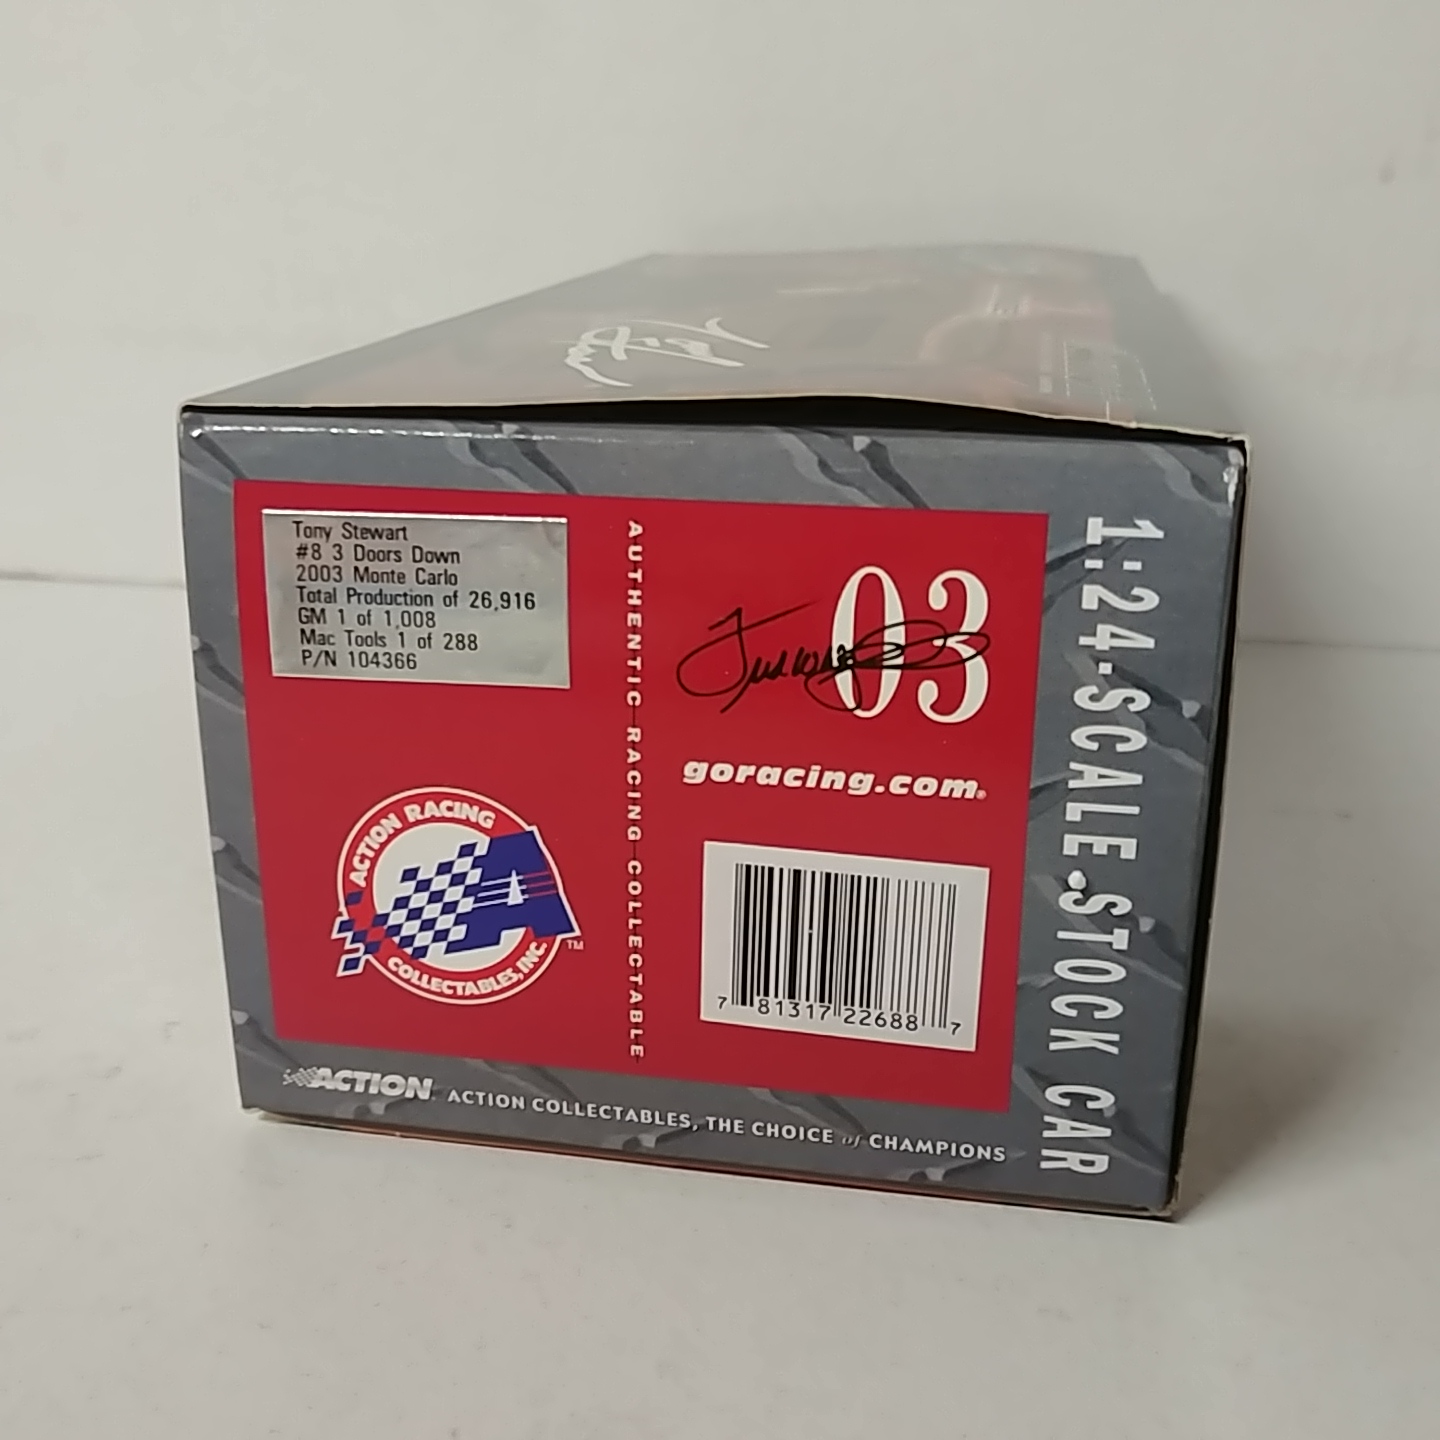 Tony Stewart
#8 3 Doors Down
2003 Monte Carlo
Total Production of 26,916
GM 1 of 1,008
Mac Tools 1 of 288
P/N 104366
AUTHENTIC RACING COLLECTABLE
03
goracing.com®
ACTION RACING
COLLECTABLES, INC.
TM
7 81317 22688 7
1:24-SCALE STOCK CAR
ACTION® ACTION COLLECTABLES, THE CHOICE of CHAMPIONS